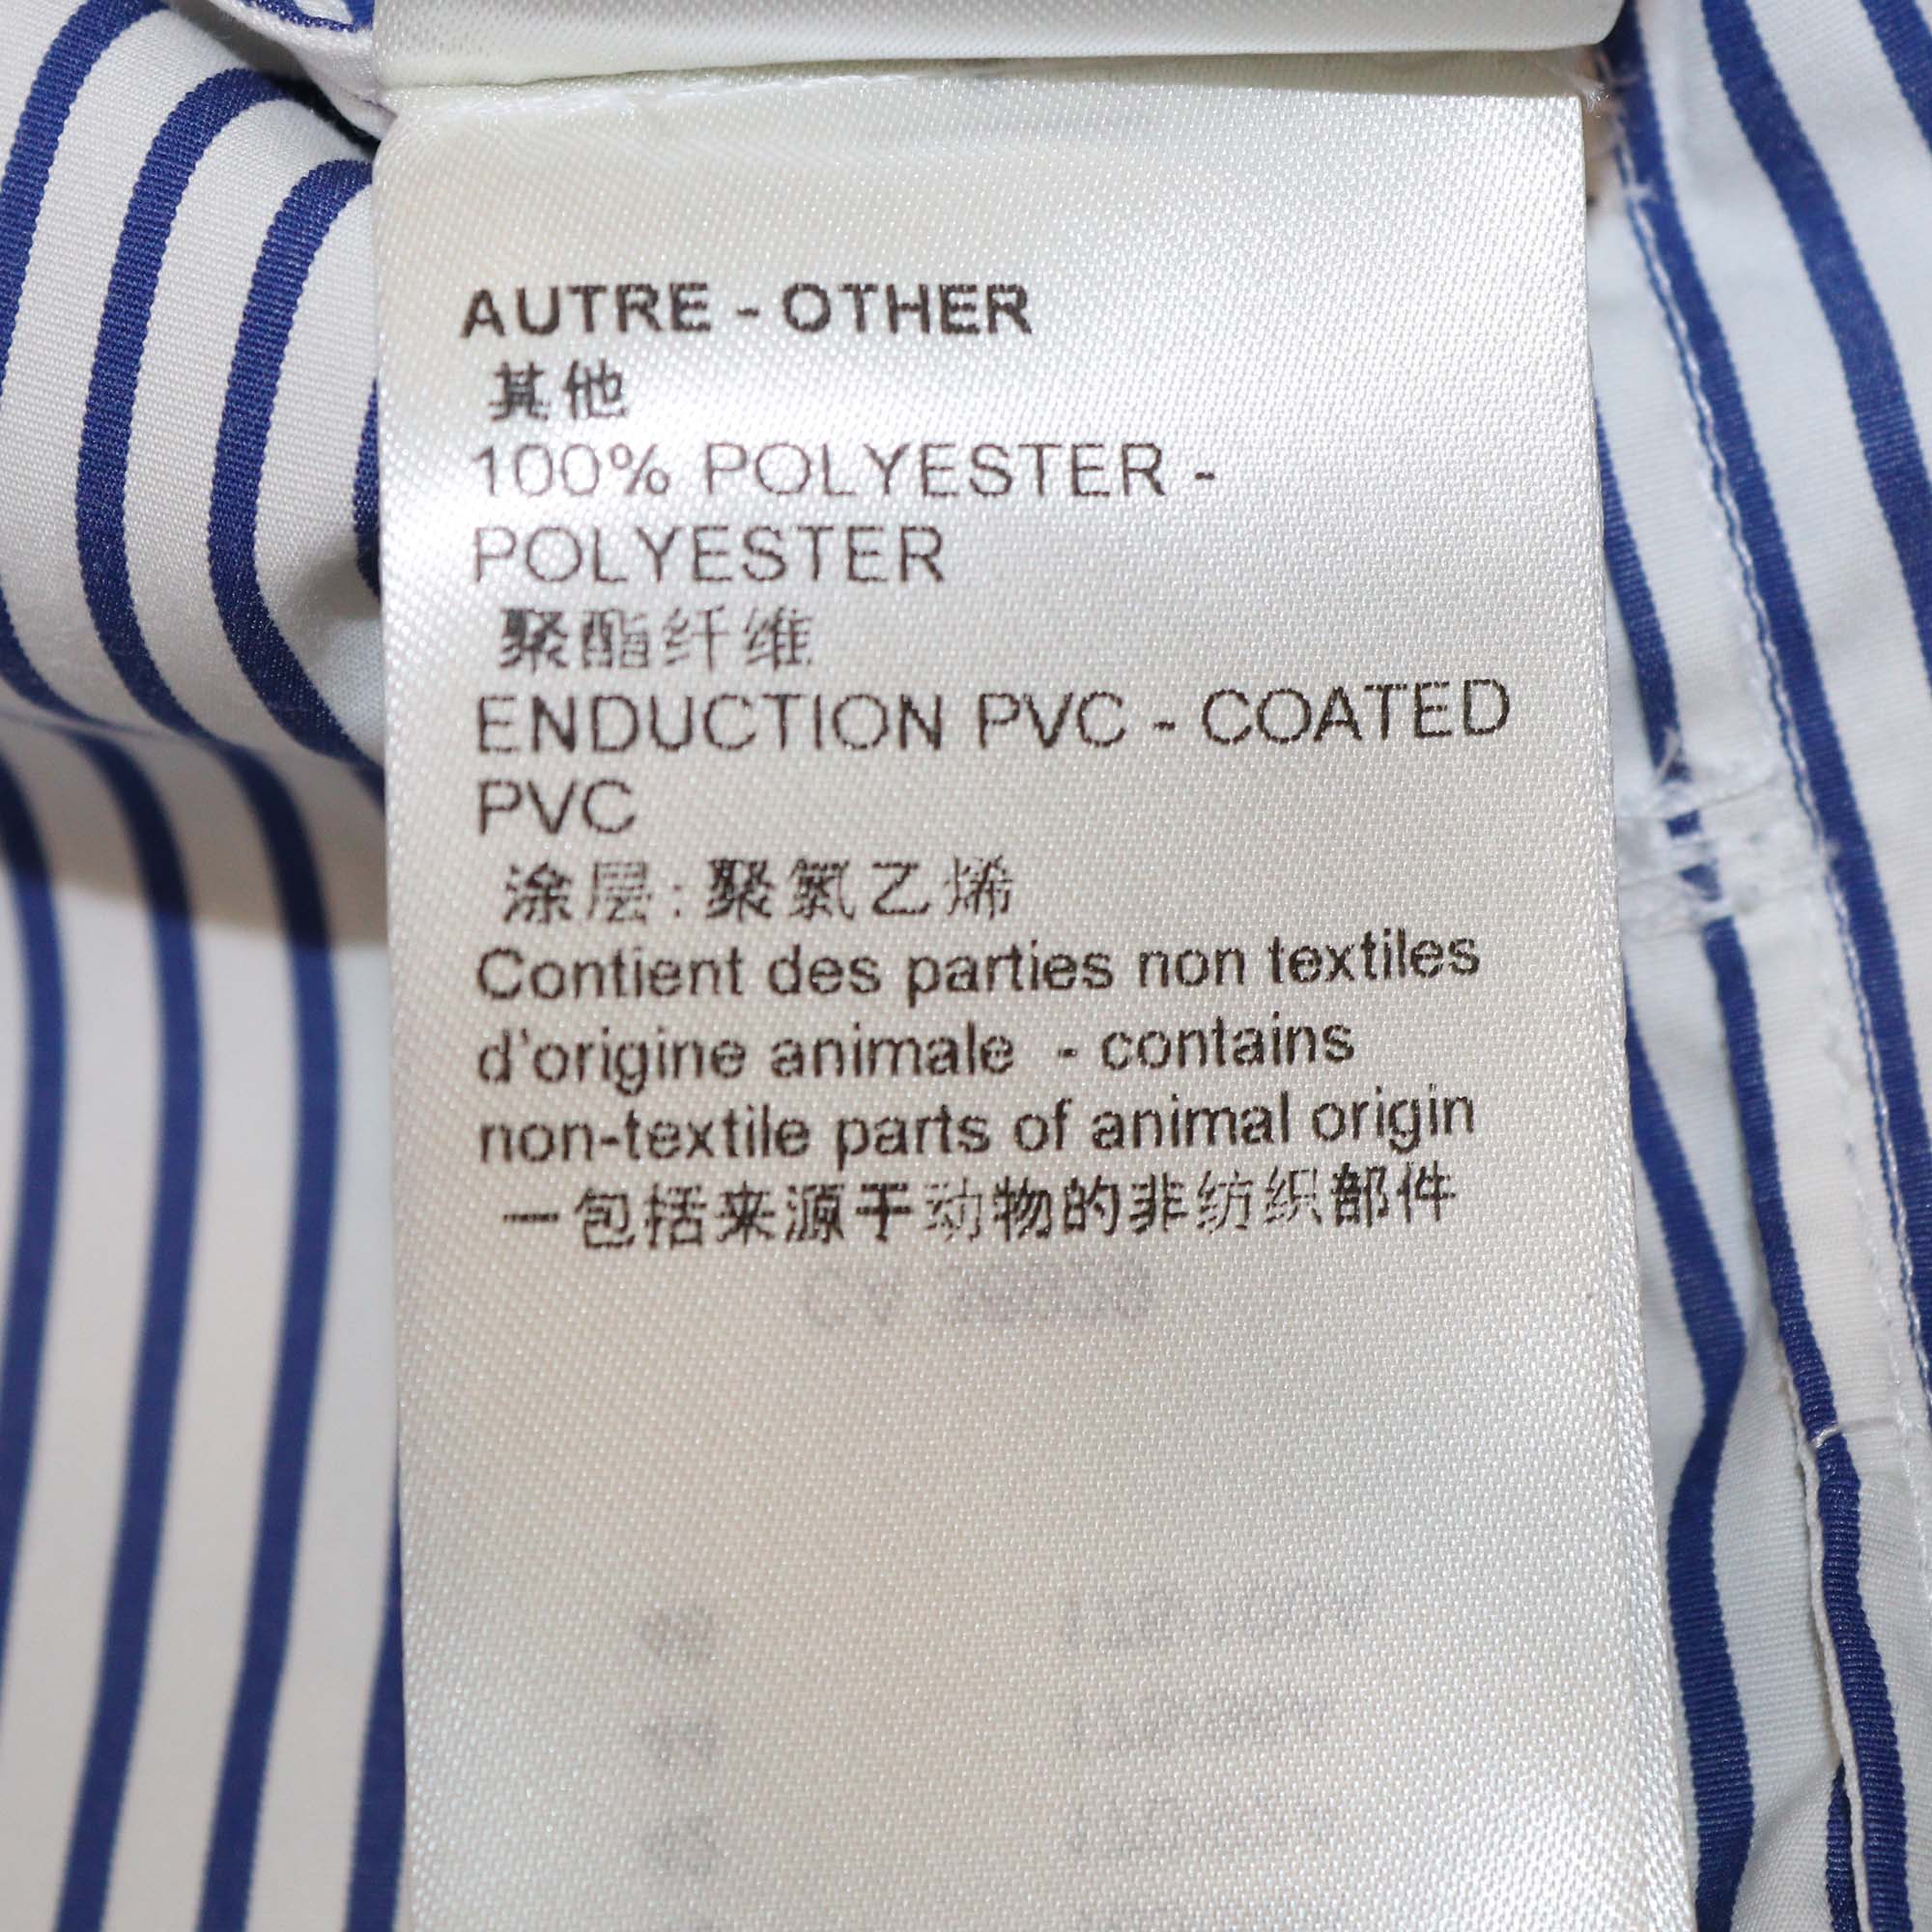 AUTRE - OTHER
其他
100% POLYESTER -
POLYESTER
聚酯纤维
ENDUCTION PVC - COATED
PVC
涂层:聚氯乙烯
Contient des parties non textiles
d'origine animale - contains
non-textile parts of animal origin
一包括来源于动物的非纺织部件